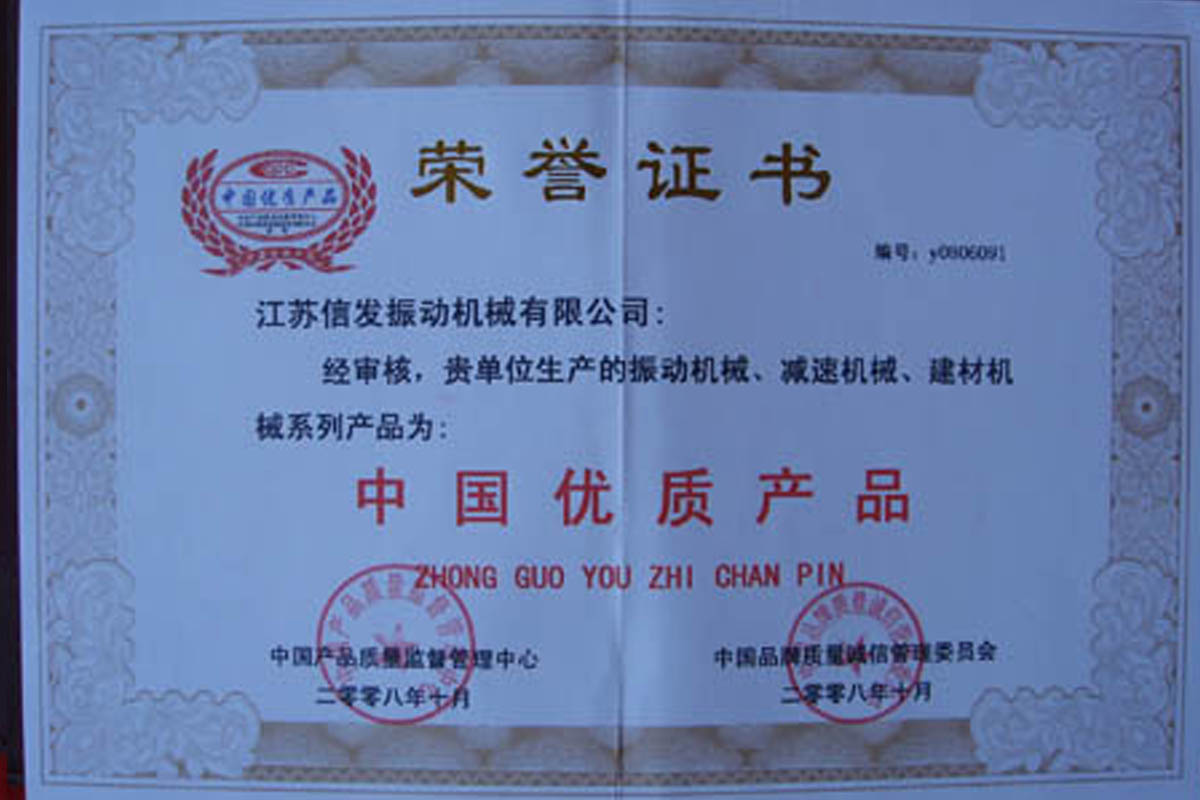 荣誉证书
中国优质产品
编号：y0806091
江苏信发振动机械有限公司：
经审核，贵单位生产的振动机械、减速机械、建材机
械系列产品为：
中国优质产品
ZHONG GUO YOU ZHI CHAN PIN
中国产品质量监督管理中心
二零零八年十月
中国品牌质量诚信管理委员会
二零零八年十月